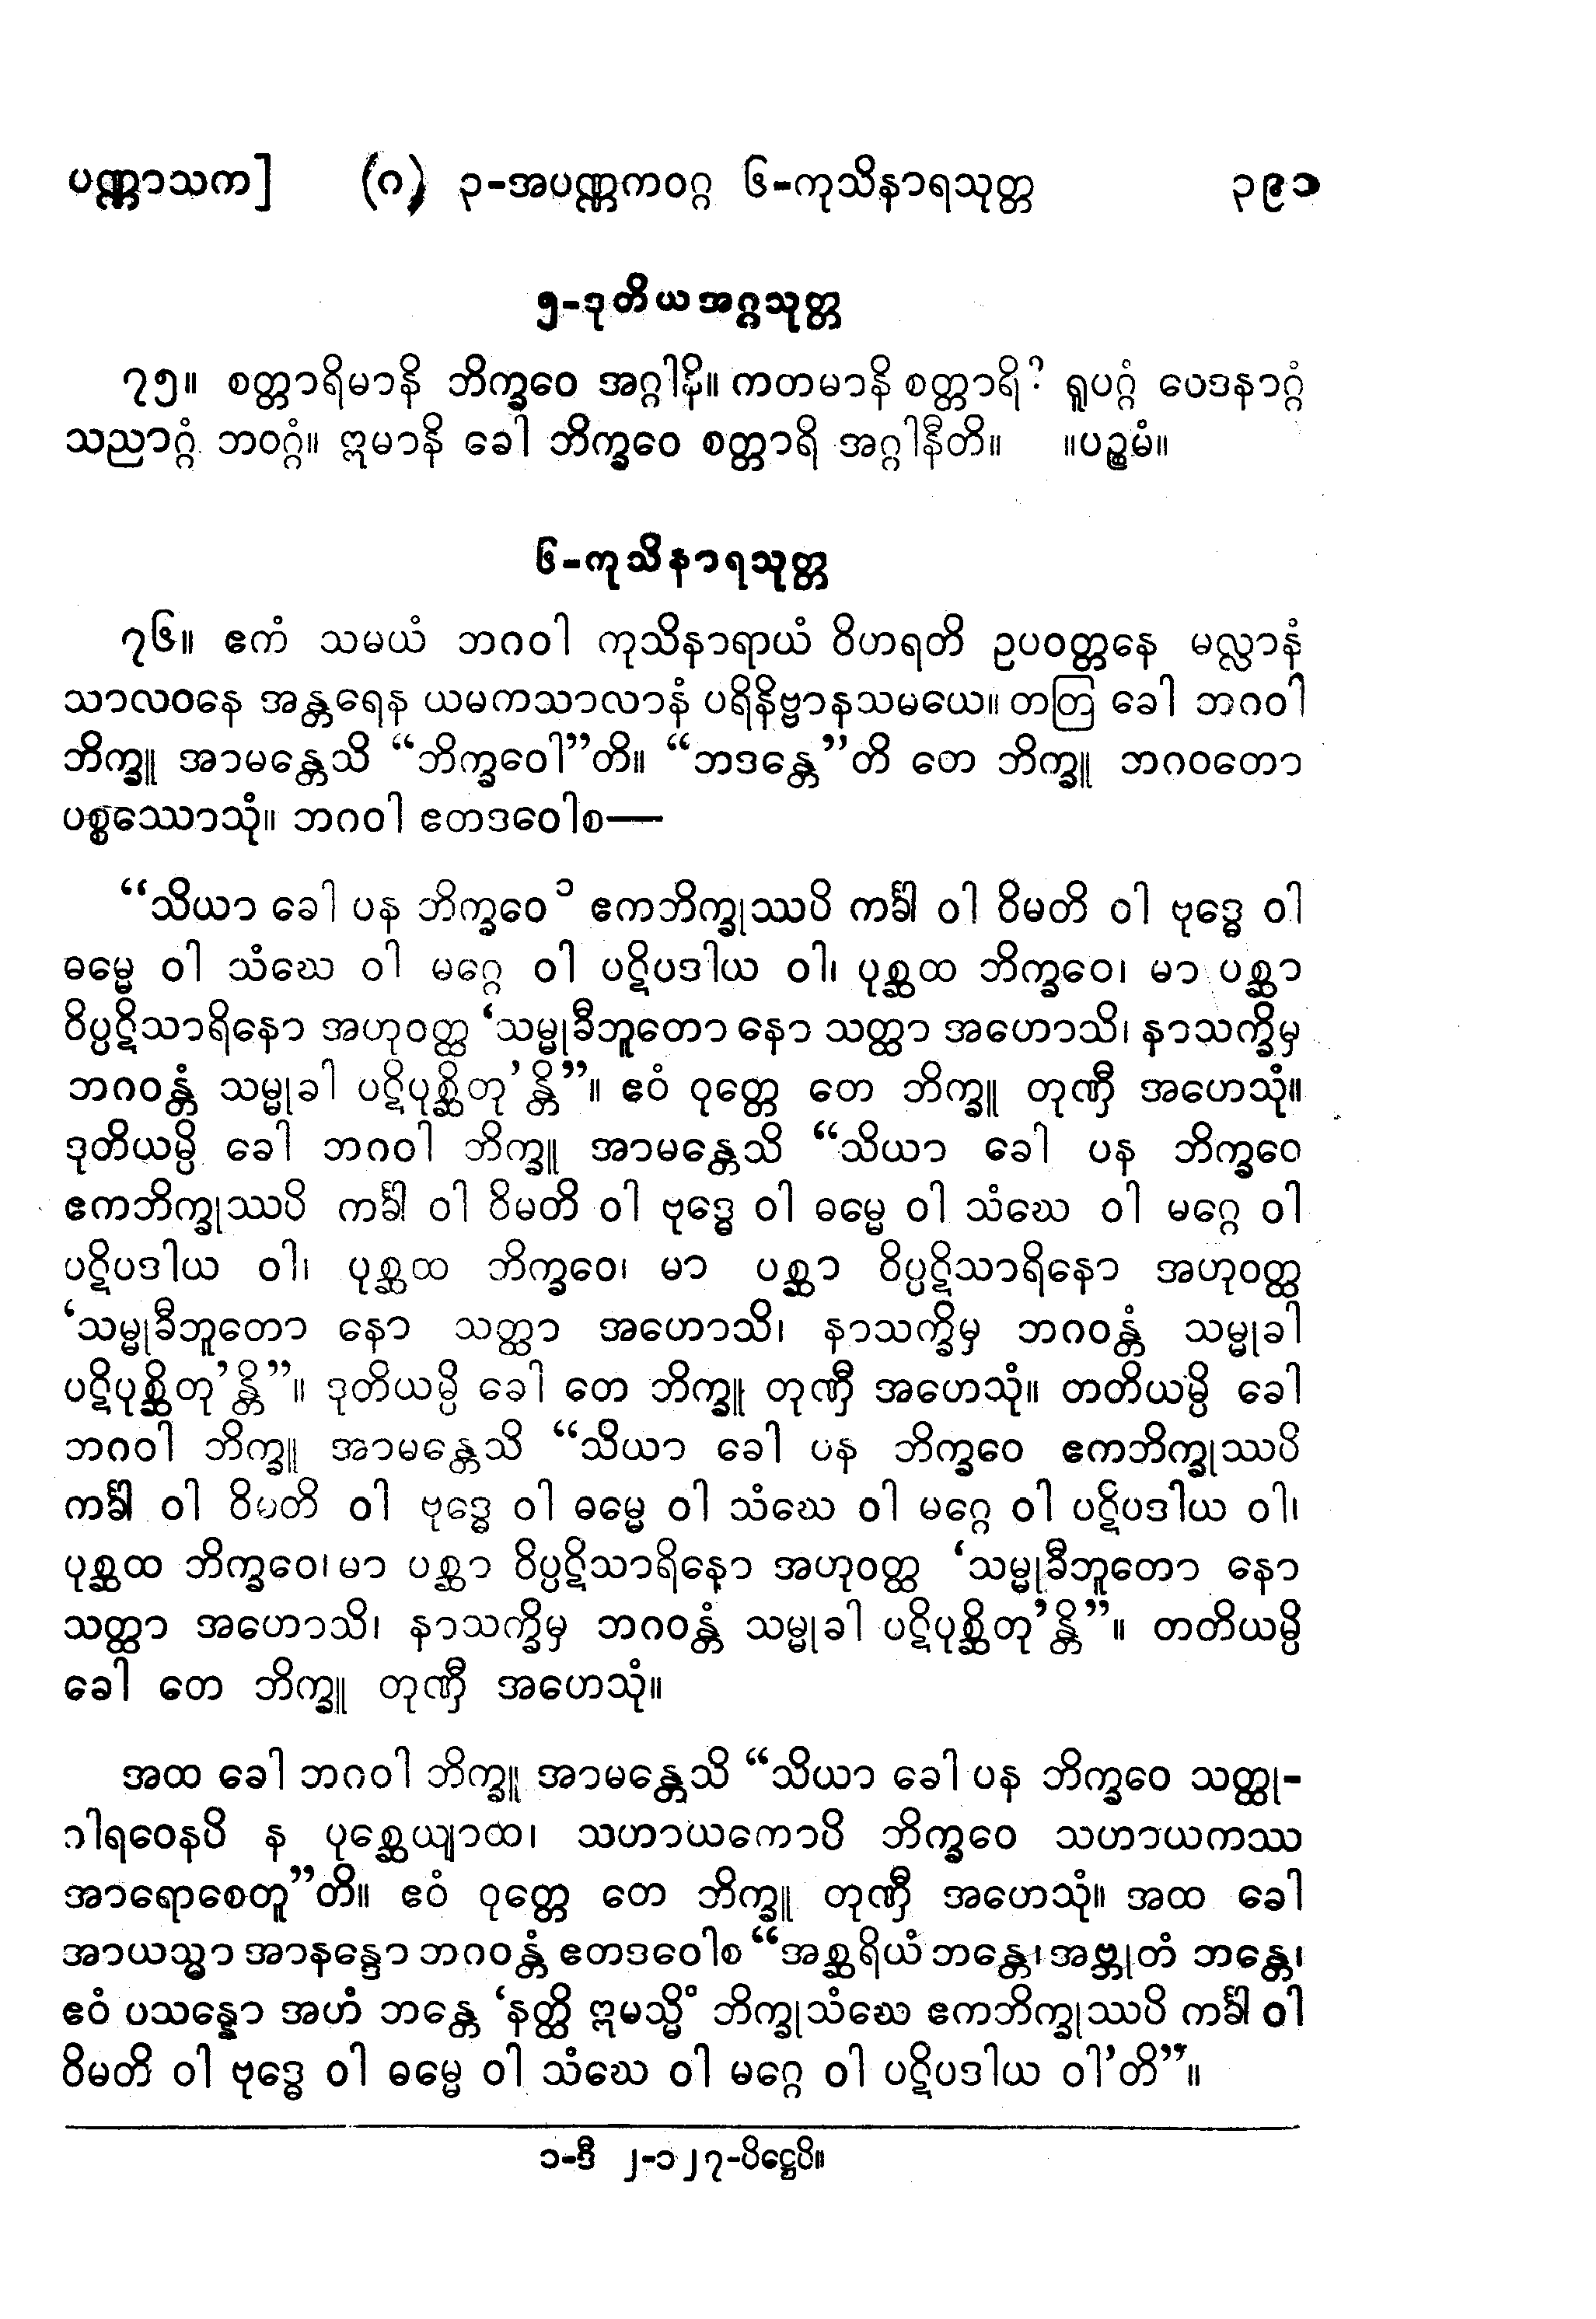 ပဏ္ဏာသက] (ဂ) ၃-အပဏ္ဏကဝဂ္ဂ ၆-ကုသိနာရသုတ္တ ၃၉၁
၅-ဒုတိယအဂ္ဂသုတ္တ
၇၅။ စတ္တာရိမာနိ ဘိက္ခဝေ အဂ္ဂါနိ။ ကတမာနိ စတ္တာရိ? ရူပဂ္ဂံ ဝေဒနာဂ္ဂံ
သညာဂ္ဂံ ဘဝဂ္ဂံ။ ဣမာနိ ခေါ ဘိက္ခဝေ စတ္တာရိ အဂ္ဂါနီတိ။ ။ပဉ္စမံ။
၆-ကုသိနာရသုတ္တ
၇၆။ ဧကံ သမယံ ဘဂဝါ ကုသိနာရာယံ ဝိဟရတိ ဥပဝတ္တနေ မလ္လာနံ
သာလဝနေ အန္တရေန ယမကသာလာနံ ပရိနိဗ္ဗာနသမယေ။ တတြ ခေါ ဘဂဝါ
ဘိက္ခူ အာမန္တေသိ “ဘိက္ခဝေါ”တိ။ “ဘဒန္တေ”တိ တေ ဘိက္ခူ ဘဂဝတော
ပစ္စဿောသုံ။ ဘဂဝါ ဧတဒဝေါစ—
“သိယာ ခေါ ပန ဘိက္ခဝေ ၁ ဧကဘိက္ခုဿပိ ကင်္ခါ ဝါ ဝိမတိ ဝါ ဗုဒ္ဓေ ဝါ
ဓမ္မေ ဝါ သံဃေ ဝါ မဂ္ဂေ ဝါ ပဋိပဒါယ ဝါ၊ ပုစ္ဆထ ဘိက္ခဝေ၊ မာ ပစ္ဆာ
ဝိပ္ပဋိသာရိနော အဟုဝတ္ထ ‘သမ္မုခီဘူတော နော သတ္ထာ အဟောသိ၊ နာသက္ခိမှ
ဘဂဝန္တံ သမ္မုခါ ပဋိပုစ္ဆိတု’န္တိ”။ ဧဝံ ဝုတ္တေ တေ ဘိက္ခူ တုဏှီ အဟေသုံ။
ဒုတိယမ္ပိ ခေါ ဘဂဝါ ဘိက္ခူ အာမန္တေသိ “သိယာ ခေါ ပန ဘိက္ခဝေ
ဧကဘိက္ခုဿပိ ကင်္ခါ ဝါ ဝိမတိ ဝါ ဗုဒ္ဓေ ဝါ ဓမ္မေ ဝါ သံဃေ ဝါ မဂ္ဂေ ဝါ
ပဋိပဒါယ ဝါ၊ ပုစ္ဆထ ဘိက္ခဝေ၊ မာ ပစ္ဆာ ဝိပ္ပဋိသာရိနော အဟုဝတ္ထ
‘သမ္မုခီဘူတော နော သတ္ထာ အဟောသိ၊ နာသက္ခိမှ ဘဂဝန္တံ သမ္မုခါ
ပဋိပုစ္ဆိတု’န္တိ”။ ဒုတိယမ္ပိ ခေါ တေ ဘိက္ခူ တုဏှီ အဟေသုံ။ တတိယမ္ပိ ခေါ
ဘဂဝါ ဘိက္ခူ အာမန္တေသိ “သိယာ ခေါ ပန ဘိက္ခဝေ ဧကဘိက္ခုဿပိ
ကင်္ခါ ဝါ ဝိမတိ ဝါ ဗုဒ္ဓေ ဝါ ဓမ္မေ ဝါ သံဃေ ဝါ မဂ္ဂေ ဝါ ပဋိပဒါယ ဝါ၊
ပုစ္ဆထ ဘိက္ခဝေ၊ မာ ပစ္ဆာ ဝိပ္ပဋိသာရိနော အဟုဝတ္ထ ‘သမ္မုခီဘူတော နော
သတ္ထာ အဟောသိ၊ နာသက္ခိမှ ဘဂဝန္တံ သမ္မုခါ ပဋိပုစ္ဆိတု’န္တိ”။ တတိယမ္ပိ
ခေါ တေ ဘိက္ခူ တုဏှီ အဟေသုံ။
အထ ခေါ ဘဂဝါ ဘိက္ခူ အာမန္တေသိ “သိယာ ခေါ ပန ဘိက္ခဝေ သတ္ထု-
ဂါရဝေနပိ န ပုစ္ဆေယျာထ၊ သဟာယကောပိ ဘိက္ခဝေ သဟာယကဿ
အာရောစေတူ”တိ။ ဧဝံ ဝုတ္တေ တေ ဘိက္ခူ တုဏှီ အဟေသုံ။ အထ ခေါ
အာယသ္မာ အာနန္ဒော ဘဂဝန္တံ ဧတဒဝေါစ “အစ္ဆရိယံ ဘန္တေ၊ အဗ္ဘုတံ ဘန္တေ၊
ဧဝံ ပသန္နော အဟံ ဘန္တေ ‘နတ္ထိ ဣမသ္မိံ ဘိက္ခုသံဃေ ဧကဘိက္ခုဿပိ ကင်္ခါ ဝါ
ဝိမတိ ဝါ ဗုဒ္ဓေ ဝါ ဓမ္မေ ဝါ သံဃေ ဝါ မဂ္ဂေ ဝါ ပဋိပဒါယ ဝါ’တိ”။
၁-ဒီ ၂-၁၂၇-ပိဋ္ဌေပိ။